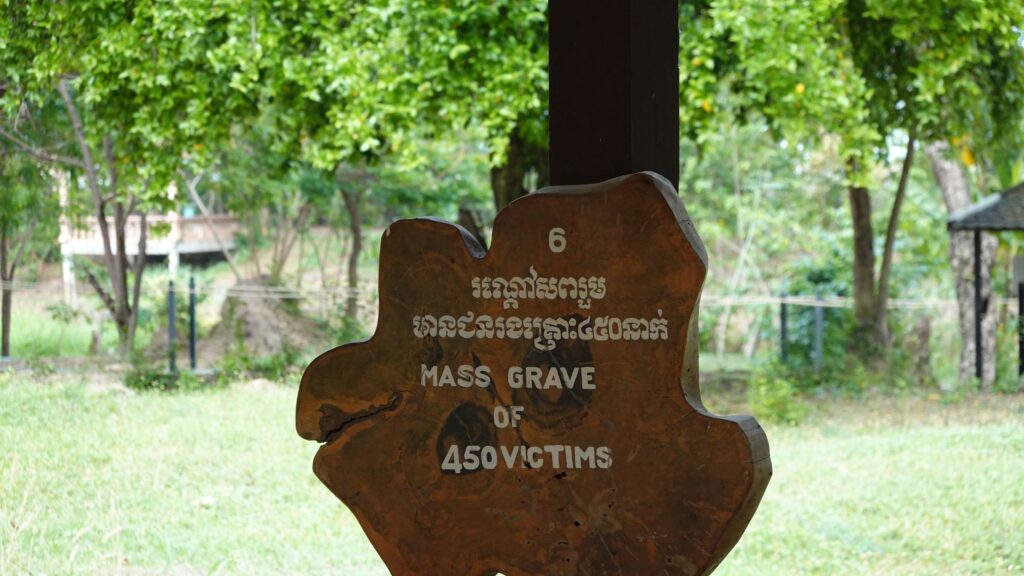 6
រណ្តៅសពរួម
មានជនរងគ្រោះ៤៥០នាក់
MASS GRAVE
OF
450 VICTIMS